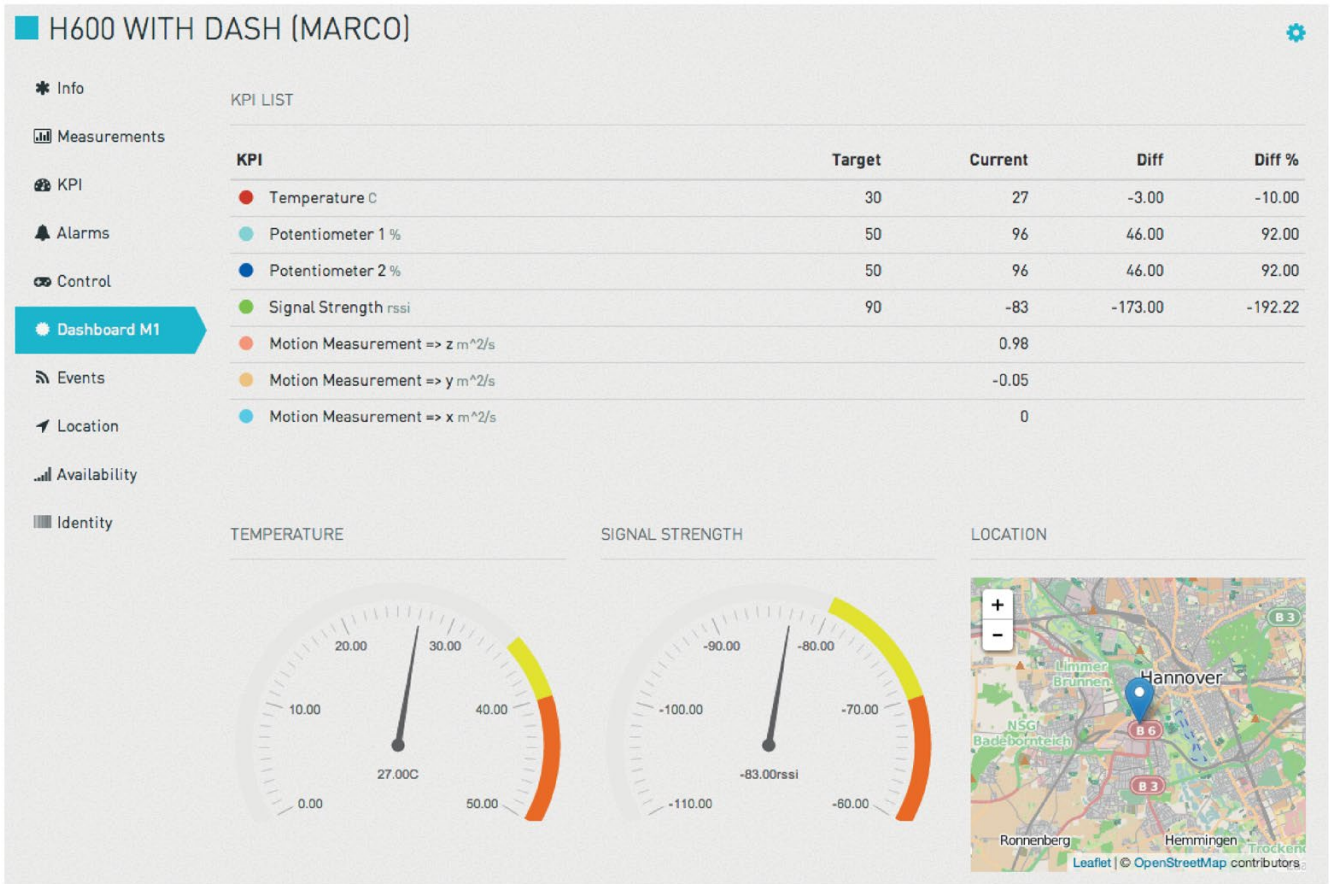 H600 WITH DASH (MARCO)
Info
Measurements
KPI
Alarms
Control
Dashboard M1
Events
Location
Availability
Identity
KPI LIST
KPI Target Current Diff Diff %
Temperature C 30 27 -3.00 -10.00
Potentiometer 1 % 50 96 46.00 92.00
Potentiometer 2 % 50 96 46.00 92.00
Signal Strength rssi 90 -83 -173.00 -192.22
Motion Measurement => z m^2/s 0.98
Motion Measurement => y m^2/s -0.05
Motion Measurement => x m^2/s 0
TEMPERATURE
0.00
10.00
20.00
30.00
40.00
50.00
27.00C
SIGNAL STRENGTH
-110.00
-100.00
-90.00
-80.00
-70.00
-60.00
-83.00rssi
LOCATION
+
−
B 3
Limmer
Brunnen
Hannover
NSG
Badebornteich
B 6
B 3
Ronnenberg
Hemmingen
Leaflet | © OpenStreetMap contributors